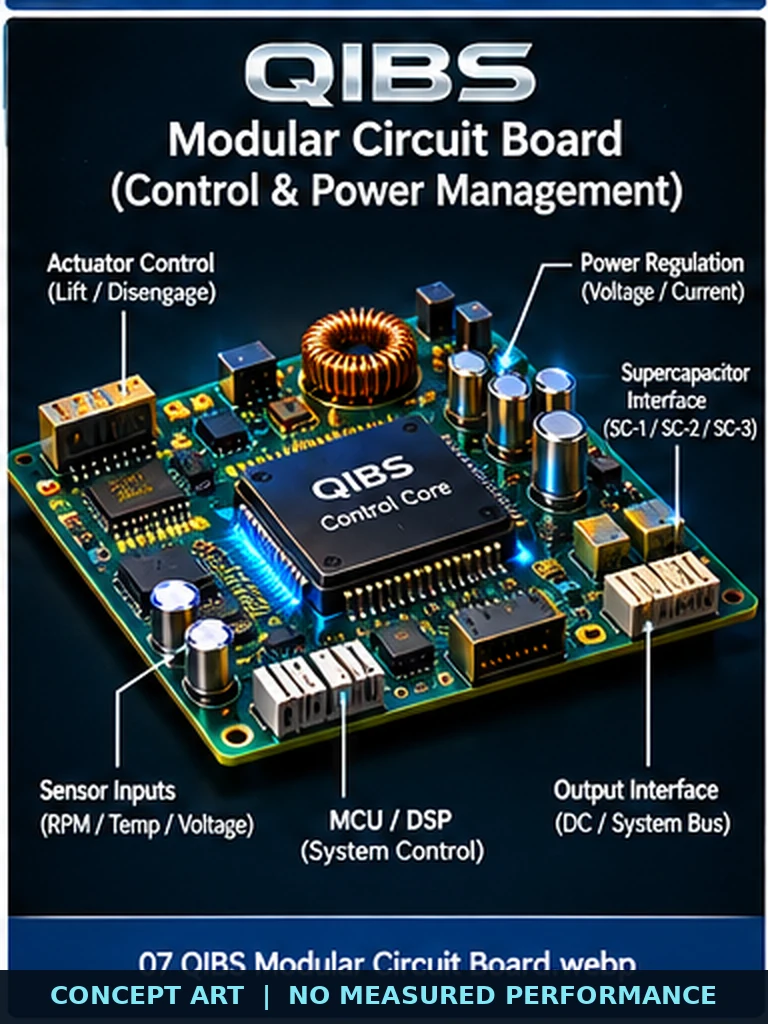 QIBS
Modular Circuit Board
(Control & Power Management)
Actuator Control
(Lift / Disengage)
Power Regulation
(Voltage / Current)
Supercapacitor
Interface
(SC-1 / SC-2 / SC-3)
QIBS
Control Core
Sensor Inputs
(RPM / Temp / Voltage)
MCU / DSP
(System Control)
Output Interface
(DC / System Bus)
07 QIBS Modular Circuit Board.webp
CONCEPT ART | NO MEASURED PERFORMANCE